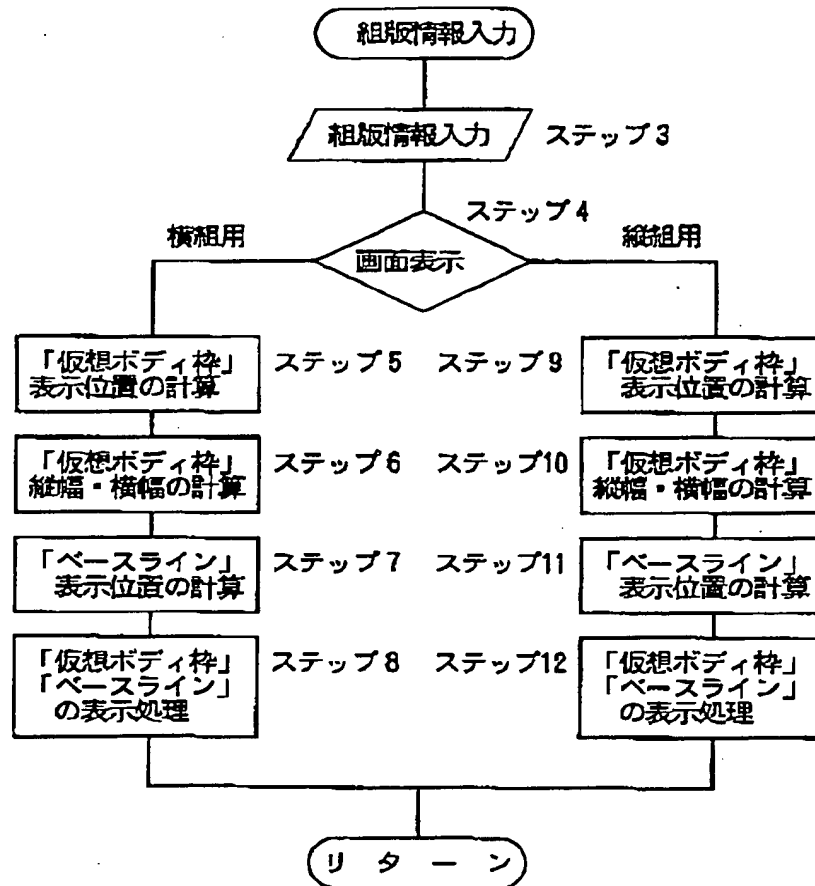 組版情報入力
組版情報入力
ステップ3
ステップ4
横組用
画面表示
縦組用
「仮想ボディ枠」
表示位置の計算
ステップ5
ステップ9
「仮想ボディ枠」
表示位置の計算
「仮想ボディ枠」
縦幅・横幅の計算
ステップ6
ステップ10
「仮想ボディ枠」
縦幅・横幅の計算
「ベースライン」
表示位置の計算
ステップ7
ステップ11
「ベースライン」
表示位置の計算
「仮想ボディ枠」
「ベースライン」
の表示処理
ステップ8
ステップ12
「仮想ボディ枠」
「ベースライン」
の表示処理
リターン